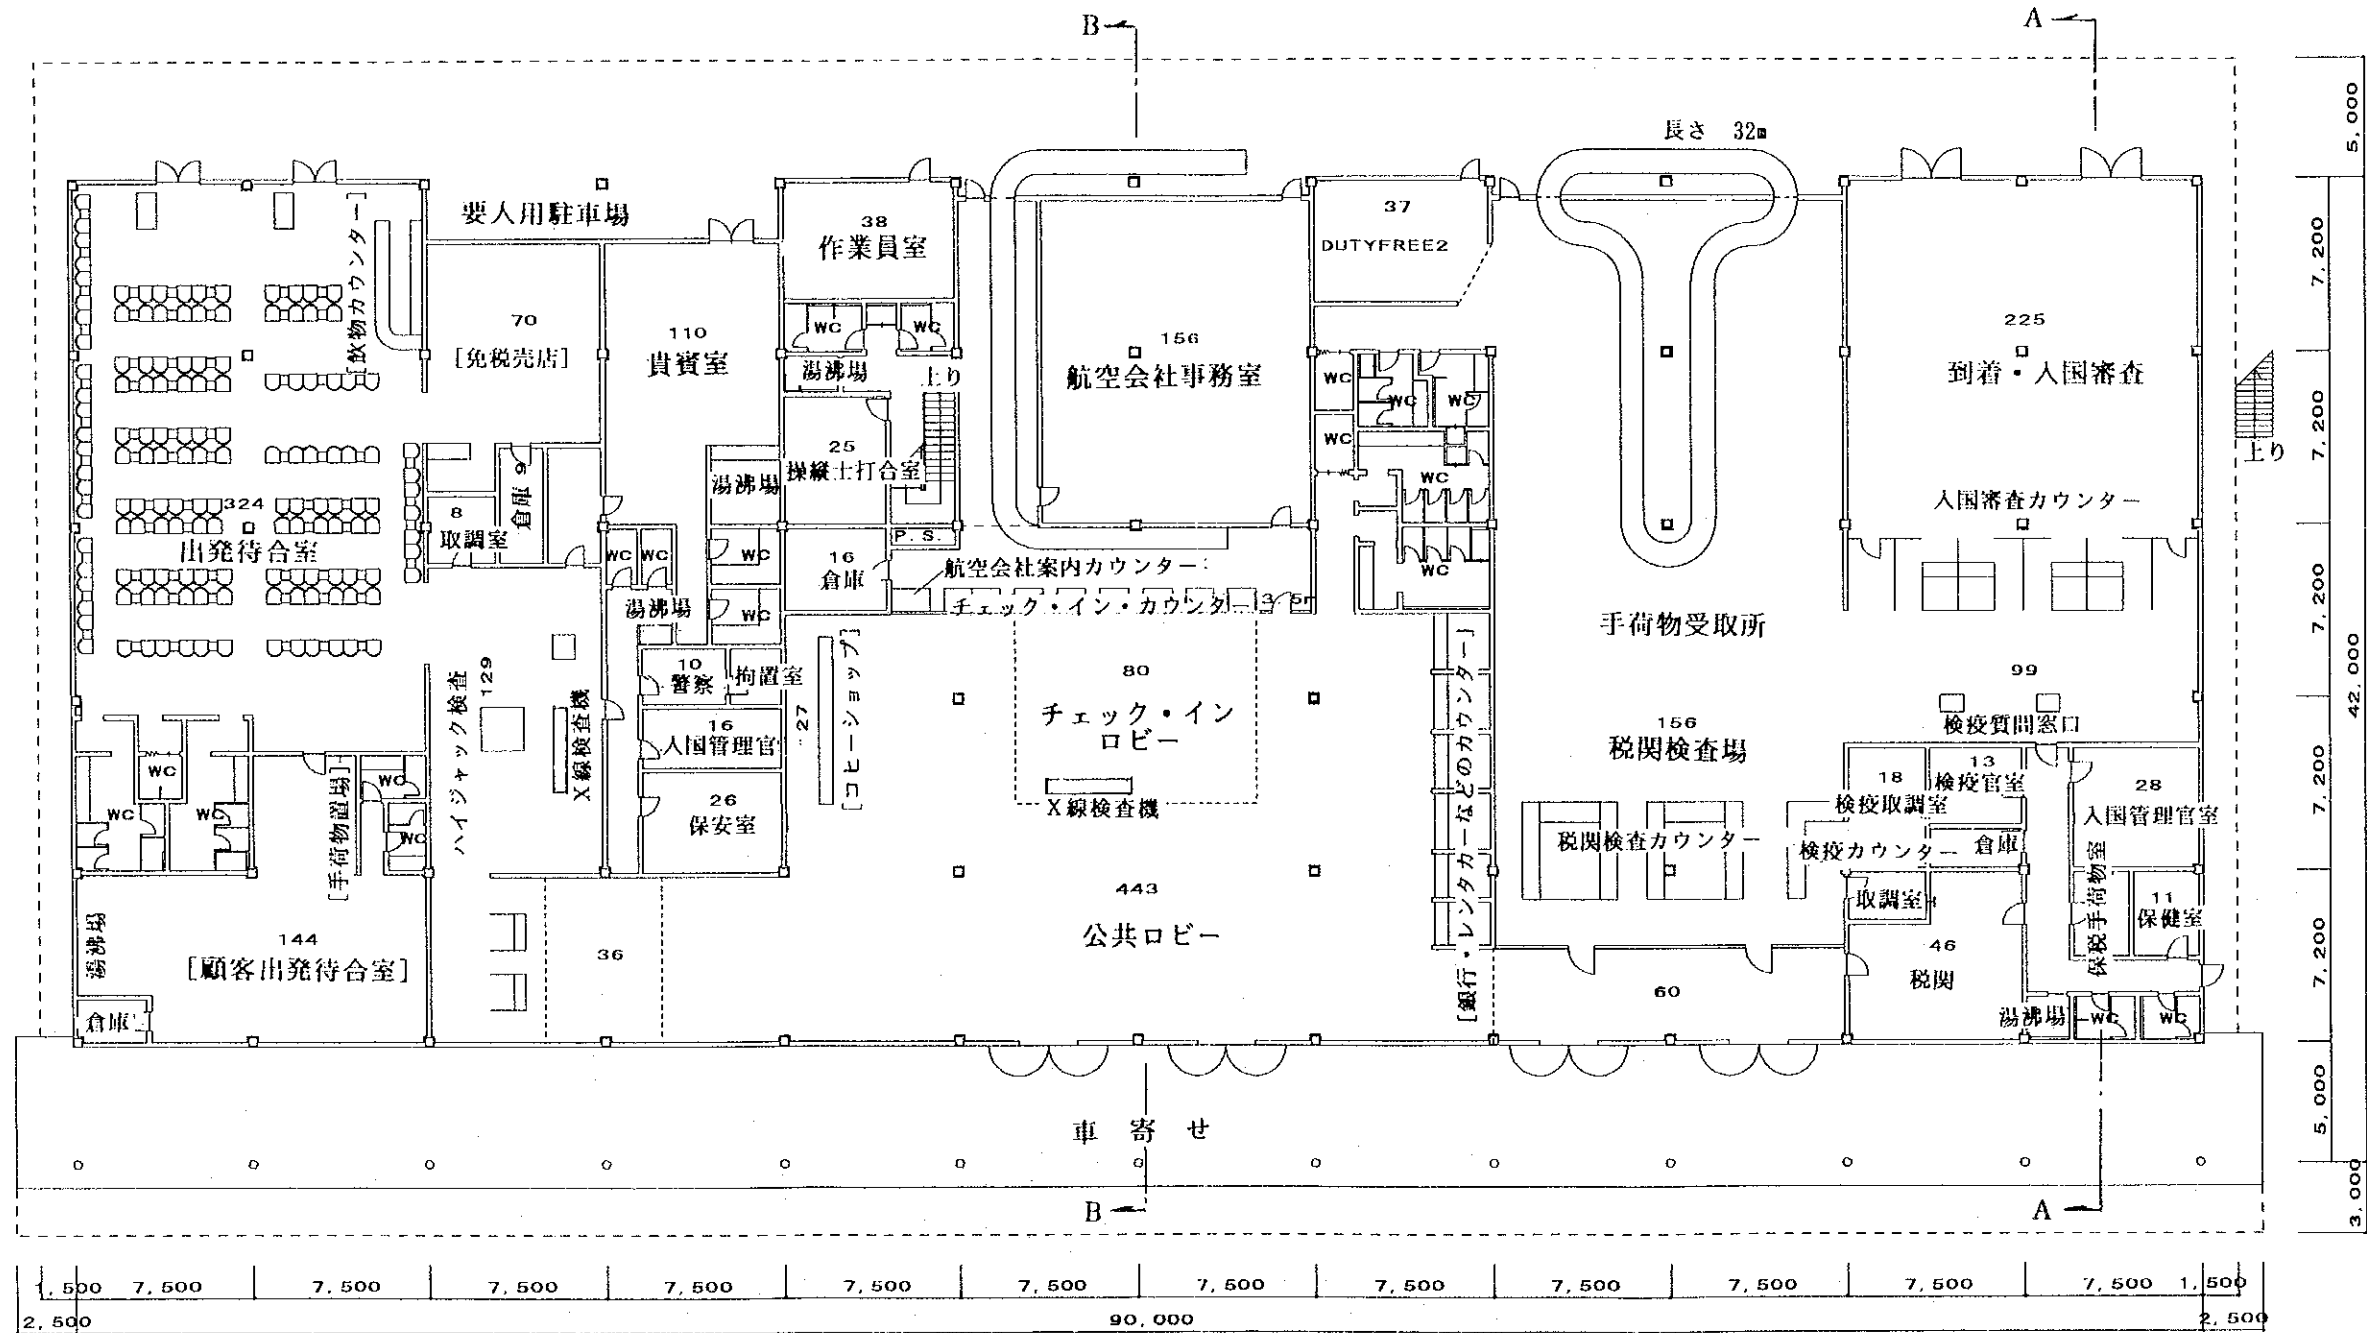 B
A
長さ 32m
5,000
要人用駐車場
38
作業員室
37
DUTYFREE2
[飲物カウンター]
7,200
70
[免税売店]
110
貴賓室
WC
WC
湯沸場
上り
156
航空会社事務室
WC
WC
WC
225
到着・入国審査
7,200
上り
25
操縦士打合室
湯沸場
WC
WC
入国審査カウンター
8
取調室
倉庫 9
324
出発待合室
P.S.
16
倉庫
WC
WC
WC
WC
航空会社案内カウンター
チェック・イン・カウンター 3.5m
湯沸場
WC
手荷物受取所
7,200
42,000
129
ハイジャック検査
X線検査機
10
警察
拘置室
27
[コヒーショップ]
80
チェック・イン
ロビー
X線検査機
[銀行・レンタカーなどのカウンター]
156
税関検査場
99
検疫質問窓口
16
入国管理官
26
保安室
WC
WC
WC
WC
WC
[手荷物置場]
18
検疫取調室
13
検疫官室
28
入国管理官室
7,200
税関検査カウンター
検疫カウンター
倉庫
443
公共ロビー
取調室
保税手荷物室
11
保健室
湯沸場
144
[顧客出発待合室]
36
46
税関
60
7,200
倉庫
湯沸場
WC
WC
車寄せ
5,000
B
A
3,000
1,500
7,500
7,500
7,500
7,500
7,500
7,500
7,500
7,500
7,500
7,500
7,500
7,500
1,500
2,500
90,000
2,500